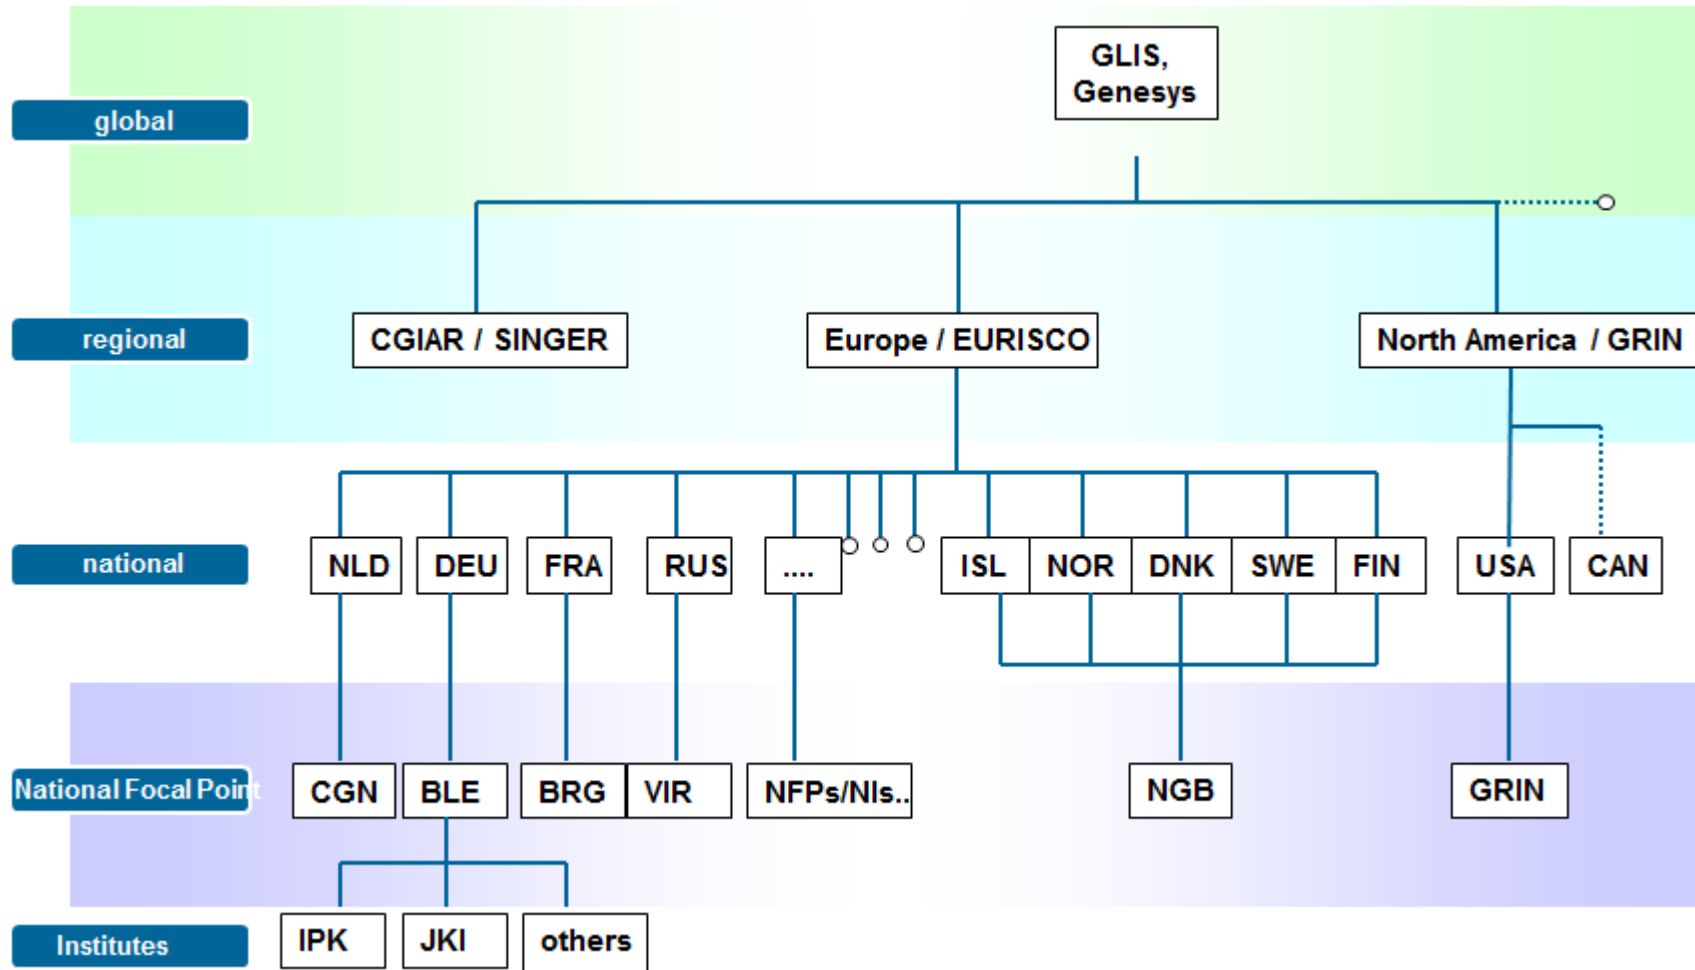 GLIS,
Genesys
global
regional
CGIAR / SINGER
Europe / EURISCO
North America / GRIN
national
NLD
DEU
FRA
RUS
....
ISL
NOR
DNK
SWE
FIN
USA
CAN
National Focal Point
CGN
BLE
BRG
VIR
NFPs/NIs..
NGB
GRIN
Institutes
IPK
JKI
others